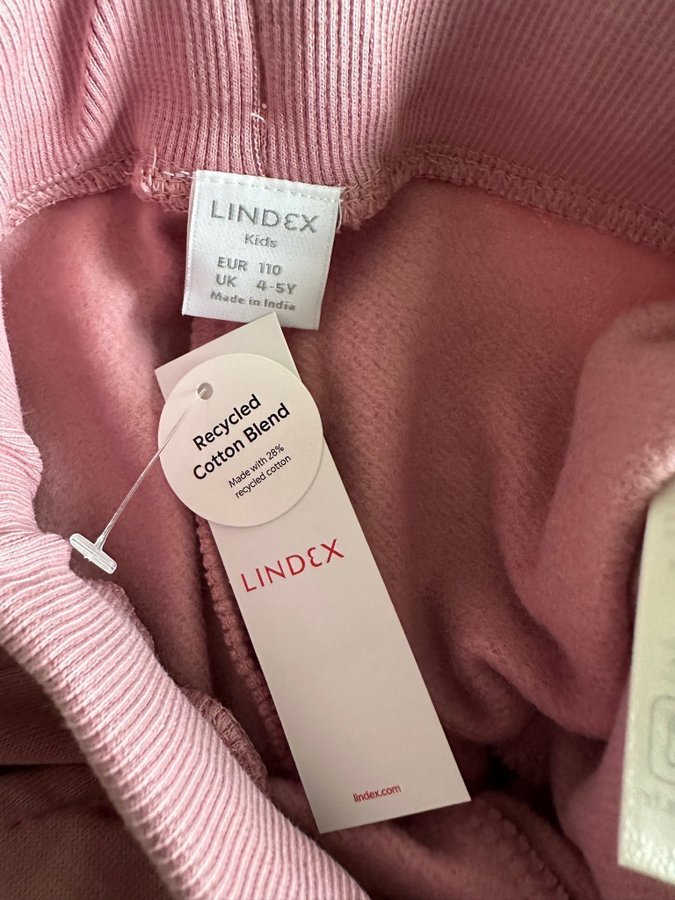 LINDEX
Kids
EUR 110
UK 4-5Y
Made in India
Recycled
Cotton Blend
Made with 28%
recycled cotton
LINDEX
lindex.com